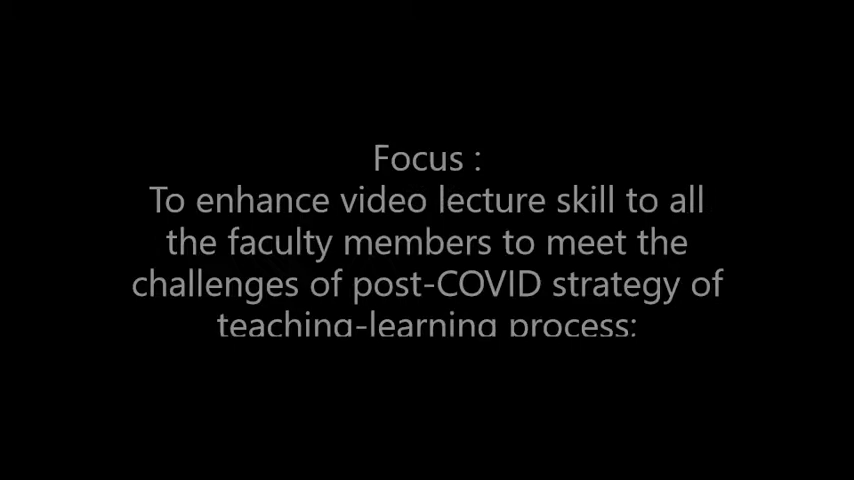 Focus :
To enhance video lecture skill to all
the faculty members to meet the
challenges of post-COVID strategy of
teaching-learning process: